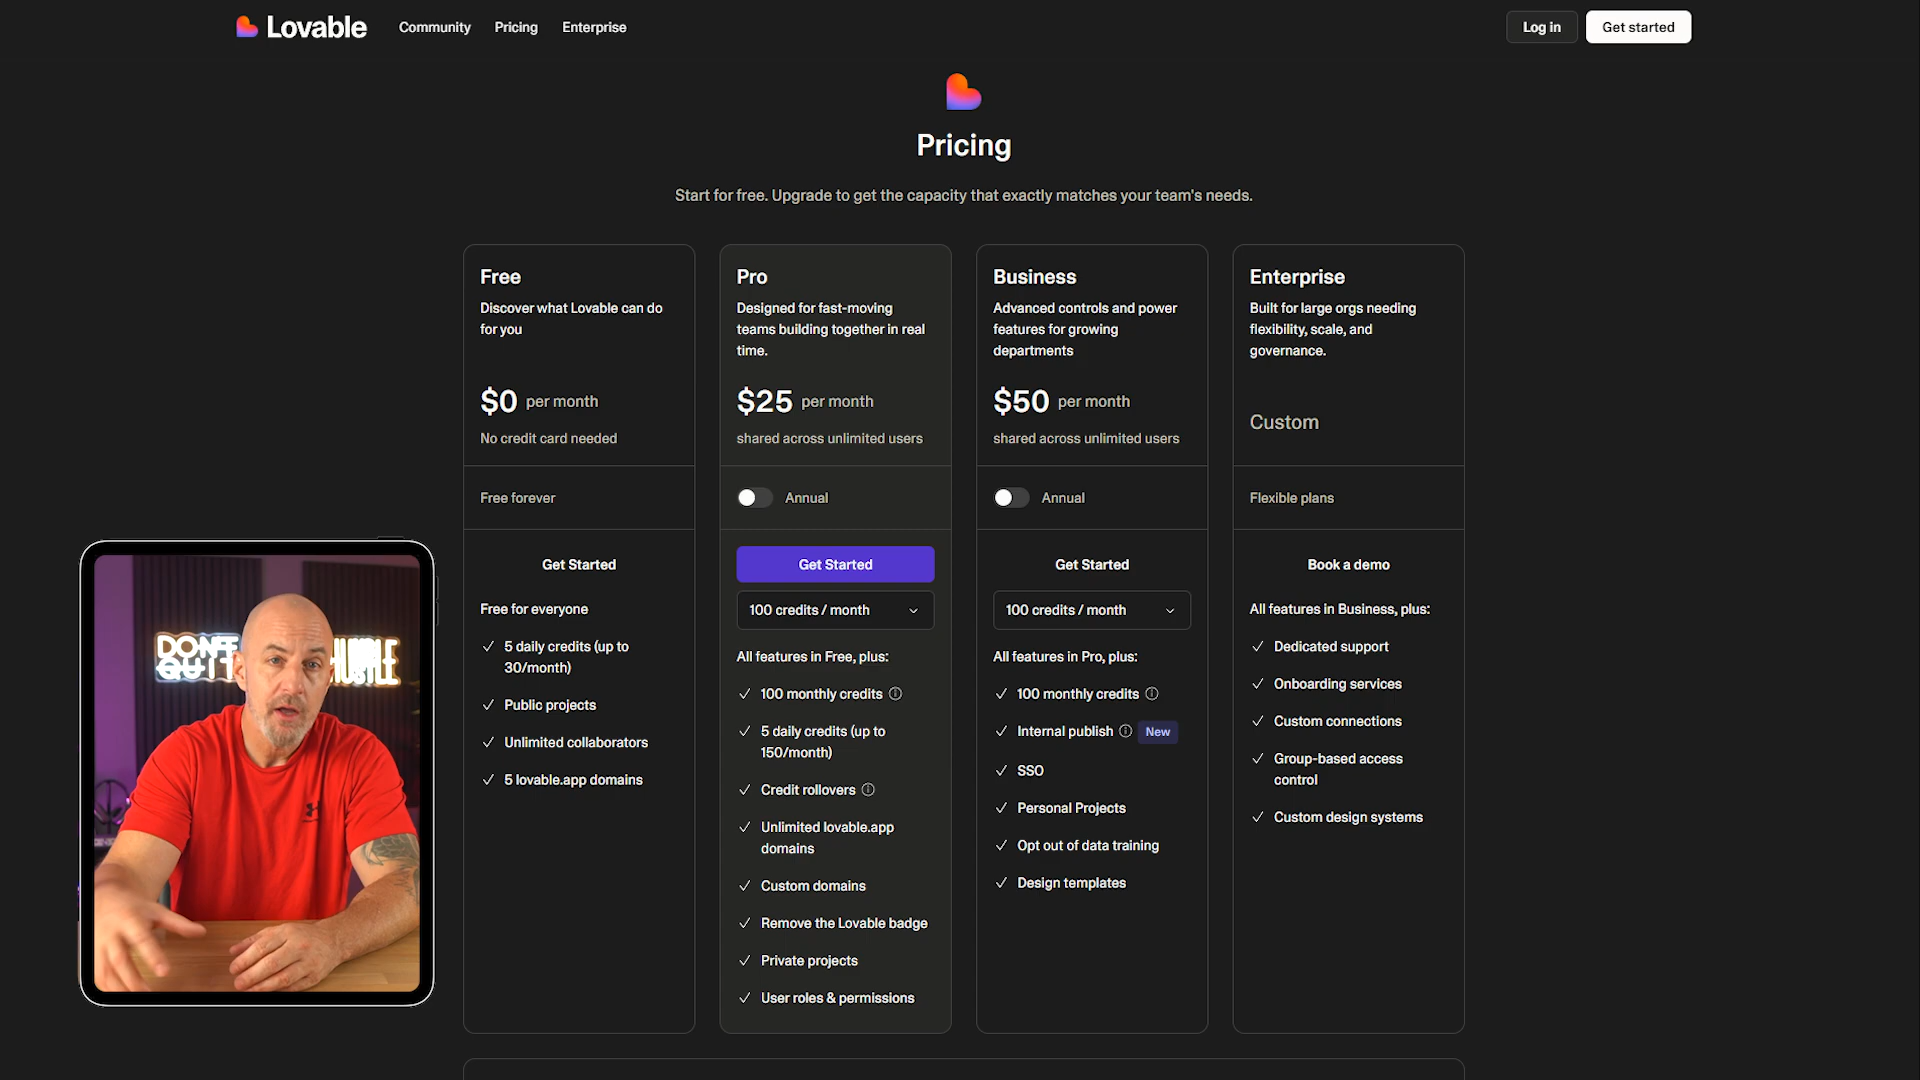 Lovable
Community
Pricing
Enterprise
Log in
Get started
Pricing
Start for free. Upgrade to get the capacity that exactly matches your team's needs.
Free
Discover what Lovable can do
for you
$0 per month
No credit card needed
Free forever
Get Started
Free for everyone
5 daily credits (up to
30/month)
Public projects
Unlimited collaborators
5 lovable.app domains
Pro
Designed for fast-moving
teams building together in real
time.
$25 per month
shared across unlimited users
Annual
Get Started
100 credits / month
All features in Free, plus:
100 monthly credits
5 daily credits (up to
150/month)
Credit rollovers
Unlimited lovable.app
domains
Custom domains
Remove the Lovable badge
Private projects
User roles & permissions
Business
Advanced controls and power
features for growing
departments
$50 per month
shared across unlimited users
Annual
Get Started
100 credits / month
All features in Pro, plus:
100 monthly credits
Internal publish New
SSO
Personal Projects
Opt out of data training
Design templates
Enterprise
Built for large orgs needing
flexibility, scale, and
governance.
Custom
Flexible plans
Book a demo
All features in Business, plus:
Dedicated support
Onboarding services
Custom connections
Group-based access
control
Custom design systems
DON'T
QUIT